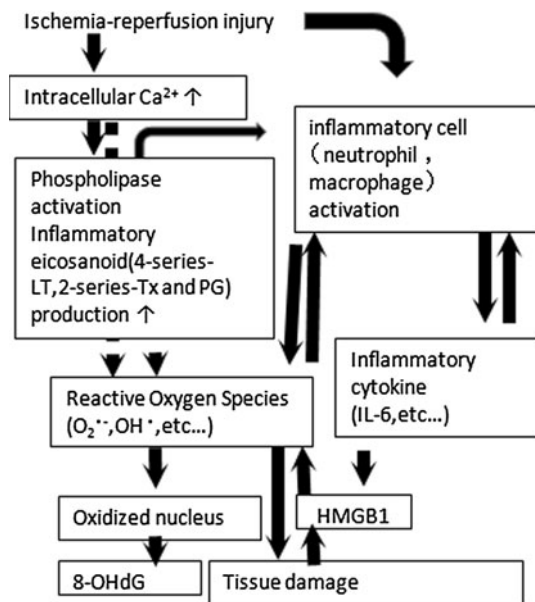 Ischemia-reperfusion injury
Intracellular Ca²⁺ ↑
inflammatory cell
（neutrophil ,
macrophage）
activation
Phospholipase
activation
Inflammatory
eicosanoid(4-series-
LT,2-series-Tx and PG)
production ↑
Inflammatory
cytokine
(IL-6,etc...)
Reactive Oxygen Species
(O₂˙⁻,OH˙,etc...)
Oxidized nucleus
HMGB1
8-OHdG
Tissue damage